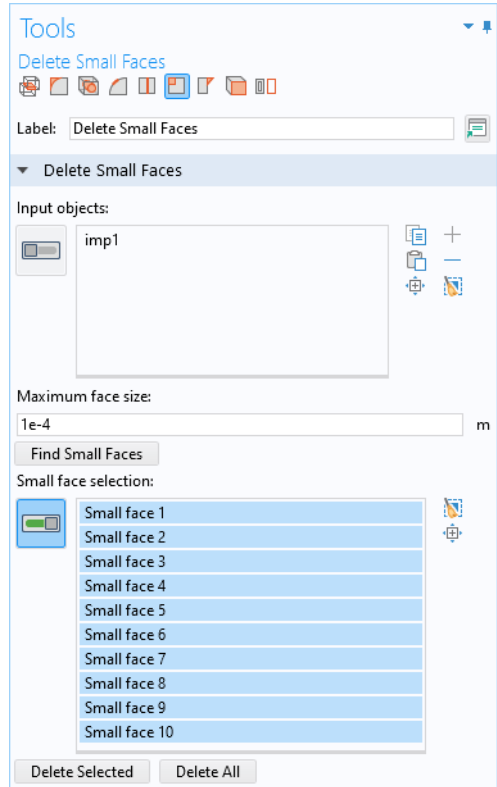 Tools
Delete Small Faces
Label: Delete Small Faces
Delete Small Faces
Input objects:
imp1
Maximum face size:
1e-4 m
Find Small Faces
Small face selection:
Small face 1
Small face 2
Small face 3
Small face 4
Small face 5
Small face 6
Small face 7
Small face 8
Small face 9
Small face 10
Delete Selected Delete All